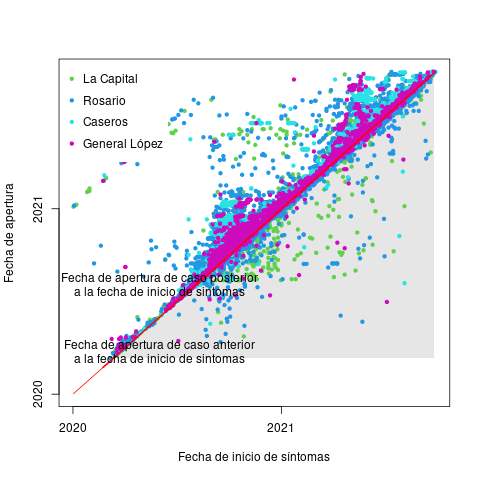 La Capital
Rosario
Caseros
General López
Fecha de apertura de caso posterior
a la fecha de inicio de síntomas
Fecha de apertura de caso anterior
a la fecha de inicio de síntomas
Fecha de apertura
2020
2021
2020
2021
Fecha de inicio de síntomas